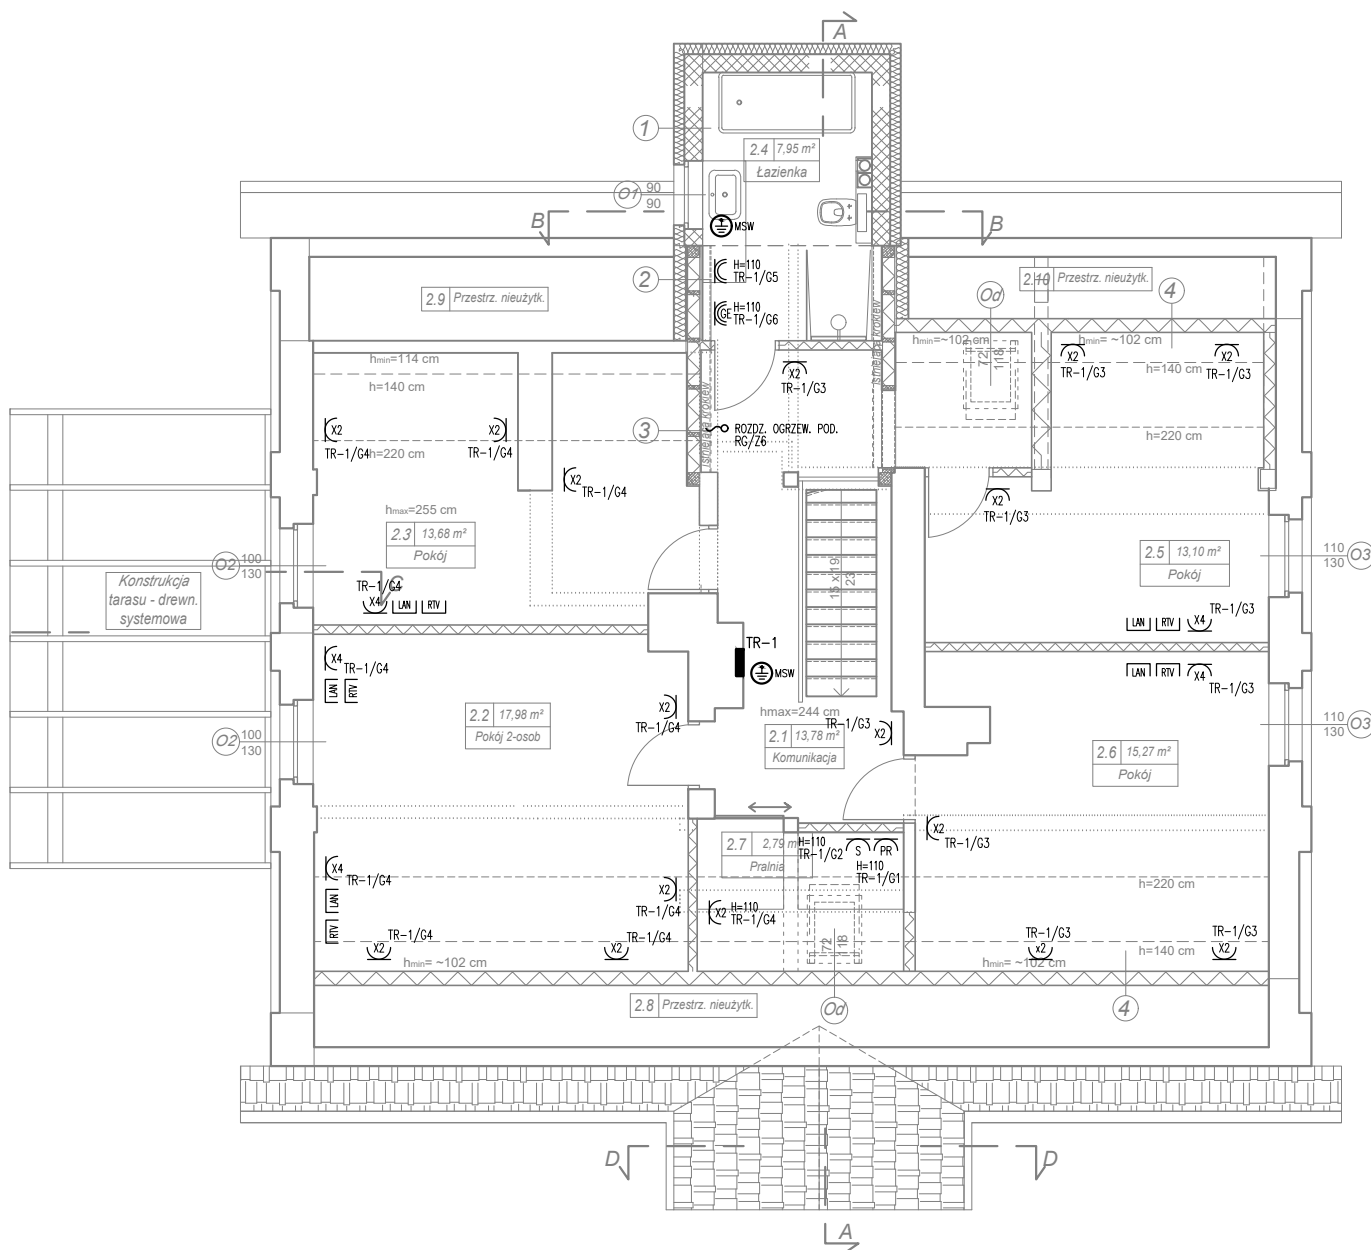 A
1
2.4 7,95 m²
Łazienka
O1 90
90
B
B
MSW
2
H=110
TR-1/G5
H=110
TR-1/G6
GE
2.9 Przestrz. nieużytk.
2.10 Przestrz. nieużytk.
Od
4
hmin=114 cm
h=140 cm
hmin=~102 cm
72
118
hmin= ~102 cm
X2
TR-1/G3
X2
TR-1/G3
h=140 cm
X2
TR-1/G3
istniejąca krokiew
istniejąca krokiew
X2
TR-1/G4
X2
TR-1/G4
h=220 cm
3
ROZDZ. OGRZEW. POD.
RG/Z6
h=220 cm
X2
TR-1/G4
X2
TR-1/G3
hmax=255 cm
2.3 13,68 m²
Pokój
2.5 13,10 m²
Pokój
O2 100
130
110
130 O3
C
Konstrukcja
tarasu - drewn.
systemowa
TR-1/G4
X4 LAN RTV
15 x 19
23
TR-1/G3
LAN RTV X4
TR-1
MSW
X4
TR-1/G4
LAN RTV
LAN RTV X4
TR-1/G3
2.2 17,98 m²
Pokój 2-osob
X2
TR-1/G4
hmax=244 cm
TR-1/G3
X2
2.1 13,78 m²
Komunikacja
O2 100
130
110
130 O3
2.6 15,27 m²
Pokój
X2
TR-1/G3
2.7 2,79 m²
Pralnia
H=110
TR-1/G2
S PR
H=110
TR-1/G1
X4
TR-1/G4
LAN
RTV
X2
TR-1/G4
X2
H=110
TR-1/G4
h=220 cm
TR-1/G4
X2
TR-1/G4
X2
72
118
TR-1/G3
X2
TR-1/G3
X2
h=140 cm
hmin= ~102 cm
hmin= ~102 cm
2.8 Przestrz. nieużytk.
Od
4
D
D
A